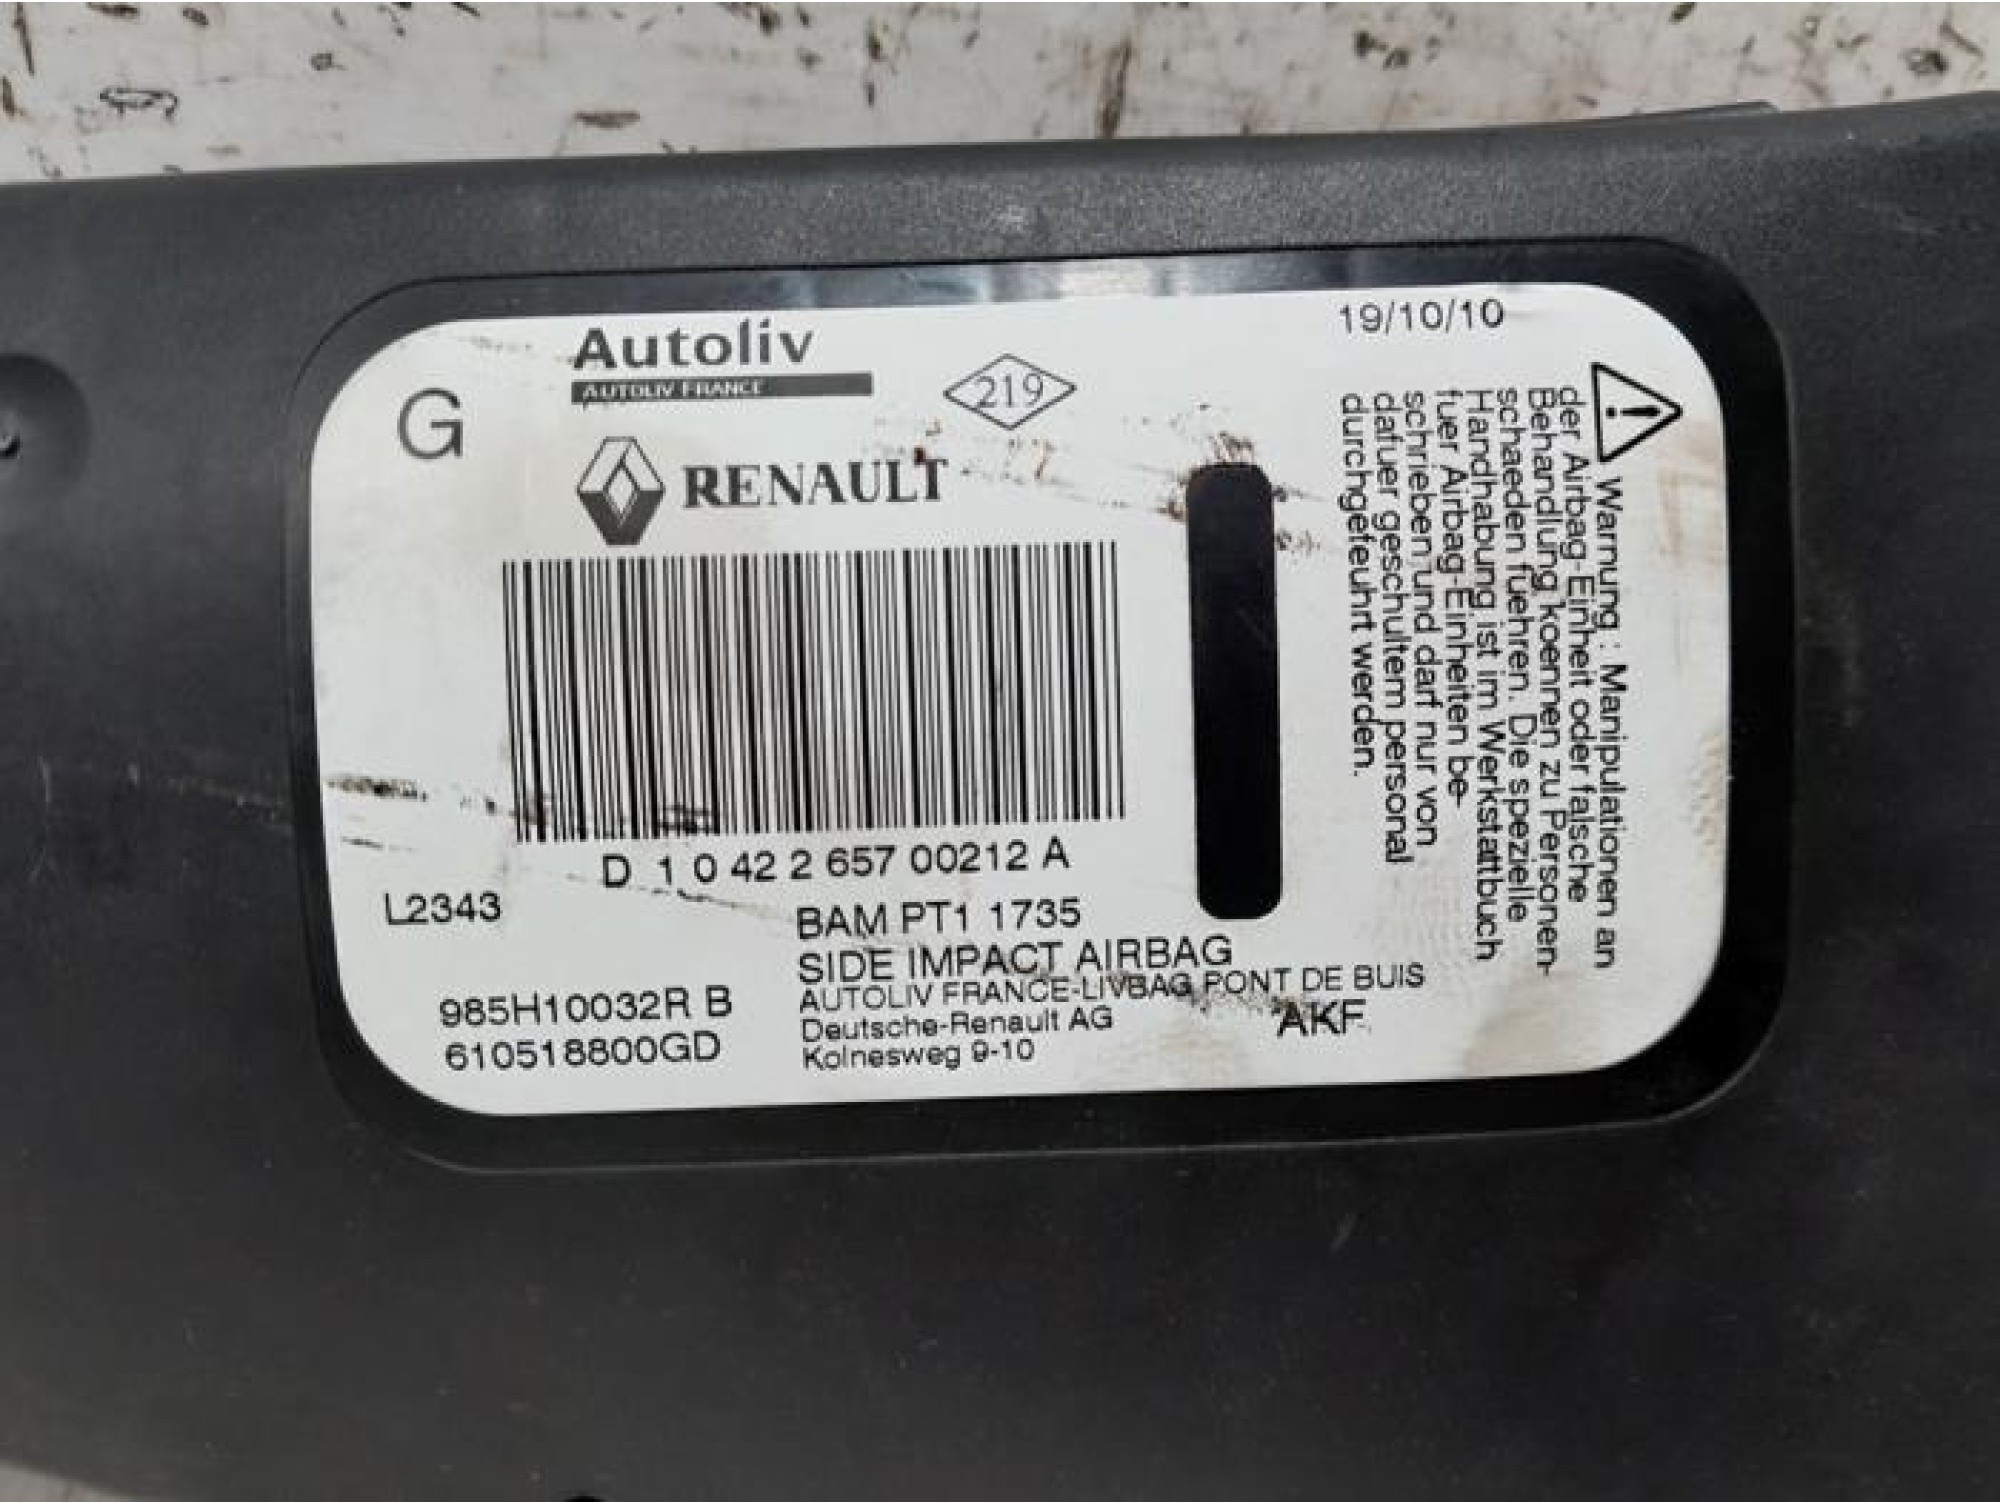 19/10/10
Autoliv
AUTOLIV FRANCE
219
G
RENAULT
D 1 0 42 2 657 00212 A
L2343
BAM PT1 1735
SIDE IMPACT AIRBAG
985H10032R B
AUTOLIV FRANCE-LIVBAG PONT DE BUIS
610518800GD
Deutsche-Renault AG
AKF
Kolnesweg 9-10
Warnung : Manipulationen an
der Airbag-Einheit oder falsche
Behandlung koennen zu Personen-
schaeden fuehren. Die spezielle
Handhabung ist im Werkstattbuch
fuer Airbag-Einheiten be-
schrieben und darf nur von
dafuer geschultem personal
durchgefeuhrt werden.